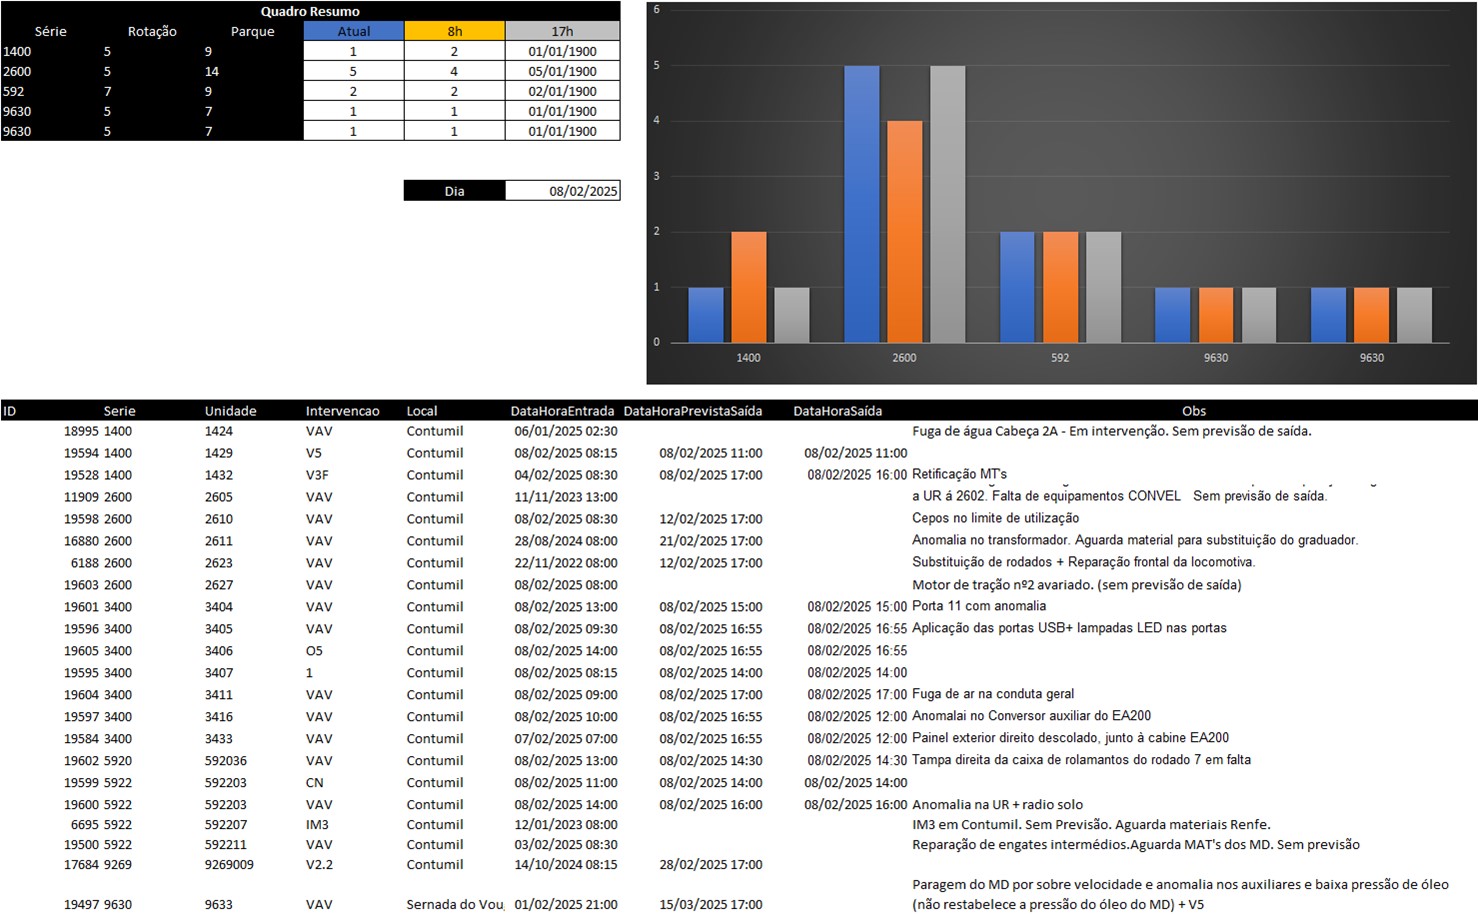 Quadro Resumo
Série Rotação Parque Atual 8h 17h
1400 5 9 1 2 01/01/1900
2600 5 14 5 4 05/01/1900
592 7 9 2 2 02/01/1900
9630 5 7 1 1 01/01/1900
9630 5 7 1 1 01/01/1900
Dia 08/02/2025
6
5
4
3
2
1
0
1400 2600 592 9630 9630
ID Serie Unidade Intervencao Local DataHoraEntrada DataHoraPrevistaSaída DataHoraSaída Obs
18995 1400 1424 VAV Contumil 06/01/2025 02:30 Fuga de água Cabeça 2A - Em intervenção. Sem previsão de saída.
19594 1400 1429 V5 Contumil 08/02/2025 08:15 08/02/2025 11:00 08/02/2025 11:00
19528 1400 1432 V3F Contumil 04/02/2025 08:30 08/02/2025 17:00 08/02/2025 16:00 Retificação MT's
11909 2600 2605 VAV Contumil 11/11/2023 13:00 a UR á 2602. Falta de equipamentos CONVEL Sem previsão de saída.
19598 2600 2610 VAV Contumil 08/02/2025 08:30 12/02/2025 17:00 Cepos no limite de utilização
16880 2600 2611 VAV Contumil 28/08/2024 08:00 21/02/2025 17:00 Anomalia no transformador. Aguarda material para substituição do graduador.
6188 2600 2623 VAV Contumil 22/11/2022 08:00 12/02/2025 17:00 Substituição de rodados + Reparação frontal da locomotiva.
19603 2600 2627 VAV Contumil 08/02/2025 08:00 Motor de tração nº2 avariado. (sem previsão de saída)
19601 3400 3404 VAV Contumil 08/02/2025 13:00 08/02/2025 15:00 08/02/2025 15:00 Porta 11 com anomalia
19596 3400 3405 VAV Contumil 08/02/2025 09:30 08/02/2025 16:55 08/02/2025 16:55 Aplicação das portas USB+ lampadas LED nas portas
19605 3400 3406 O5 Contumil 08/02/2025 14:00 08/02/2025 16:55 08/02/2025 16:55
19595 3400 3407 1 Contumil 08/02/2025 08:15 08/02/2025 14:00 08/02/2025 14:00
19604 3400 3411 VAV Contumil 08/02/2025 09:00 08/02/2025 17:00 08/02/2025 17:00 Fuga de ar na conduta geral
19597 3400 3416 VAV Contumil 08/02/2025 10:00 08/02/2025 16:55 08/02/2025 12:00 Anomalai no Conversor auxiliar do EA200
19584 3400 3433 VAV Contumil 07/02/2025 07:00 08/02/2025 16:55 08/02/2025 12:00 Painel exterior direito descolado, junto à cabine EA200
19602 5920 592036 VAV Contumil 08/02/2025 13:00 08/02/2025 14:30 08/02/2025 14:30 Tampa direita da caixa de rolamantos do rodado 7 em falta
19599 5922 592203 CN Contumil 08/02/2025 11:00 08/02/2025 14:00 08/02/2025 14:00
19600 5922 592203 VAV Contumil 08/02/2025 14:00 08/02/2025 16:00 08/02/2025 16:00 Anomalia na UR + radio solo
6695 5922 592207 IM3 Contumil 12/01/2023 08:00 IM3 em Contumil. Sem Previsão. Aguarda materiais Renfe.
19500 5922 592211 VAV Contumil 03/02/2025 08:30 Reparação de engates intermédios.Aguarda MAT's dos MD. Sem previsão
17684 9269 9269009 V2.2 Contumil 14/10/2024 08:15 28/02/2025 17:00
Paragem do MD por sobre velocidade e anomalia nos auxiliares e baixa pressão de óleo
19497 9630 9633 VAV Sernada do Vou 01/02/2025 21:00 15/03/2025 17:00 (não restabelece a pressão do óleo do MD) + V5